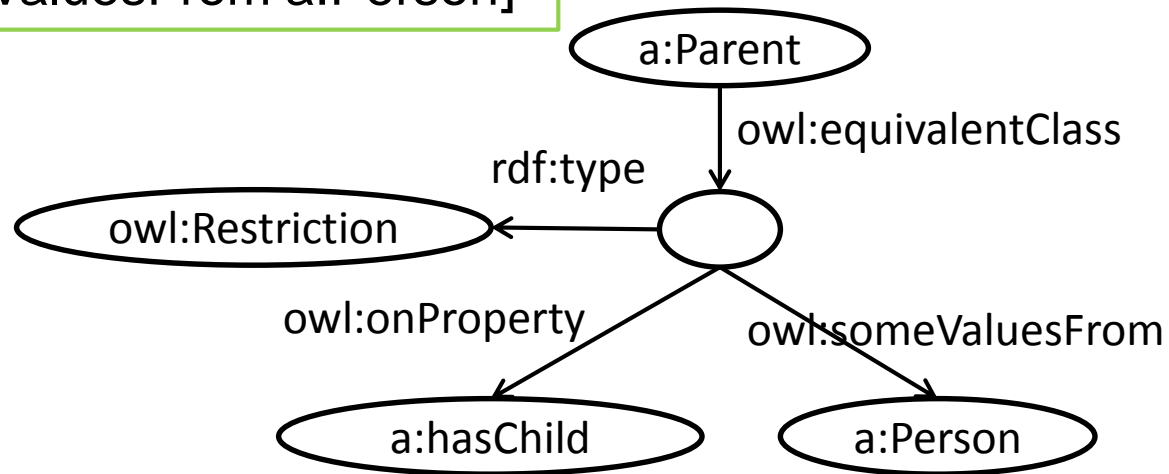 a:Parent
owl:equivalentClass
rdf:type
owl:Restriction
owl:onProperty
owl:someValuesFrom
a:hasChild
a:Person